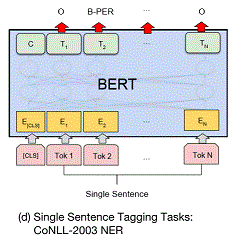 O B-PER ... O
C T1 T2 ... TN
BERT
E[CLS] E1 E2 ... EN
[CLS] Tok 1 Tok 2 ... Tok N
Single Sentence
(d) Single Sentence Tagging Tasks:
CoNLL-2003 NER